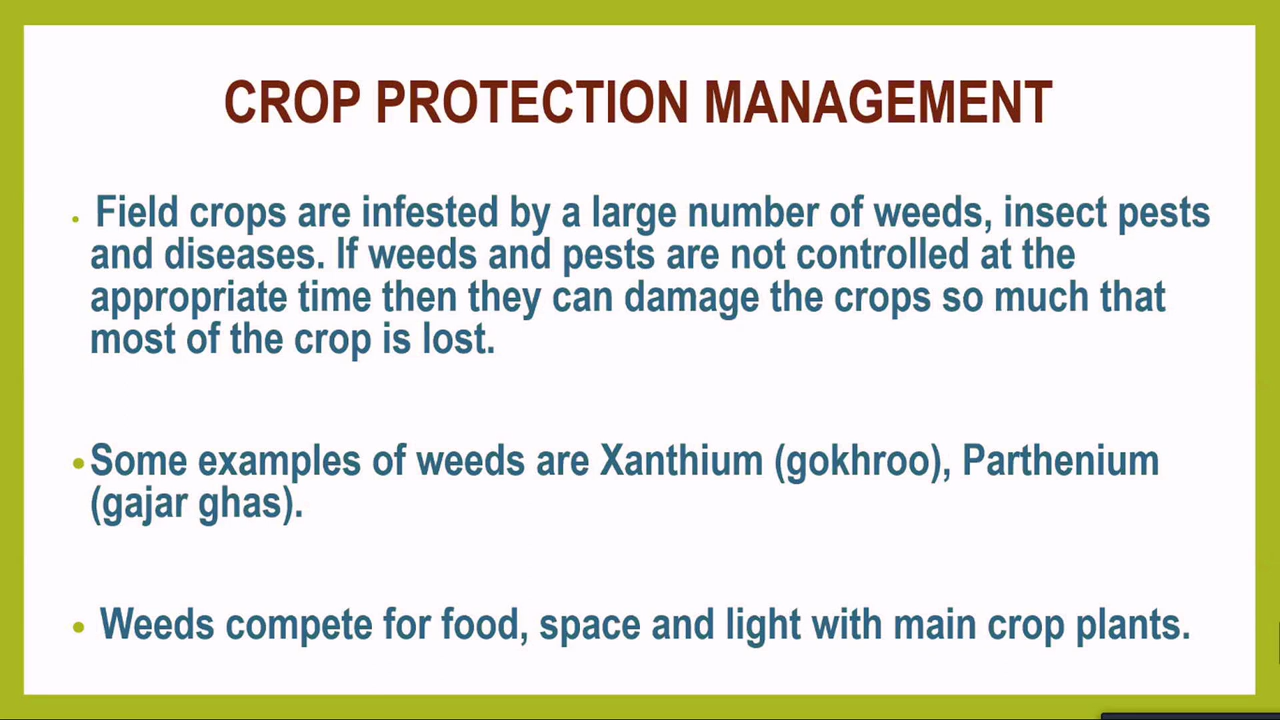 CROP PROTECTION MANAGEMENT
• Field crops are infested by a large number of weeds, insect pests
and diseases. If weeds and pests are not controlled at the
appropriate time then they can damage the crops so much that
most of the crop is lost.
•Some examples of weeds are Xanthium (gokhroo), Parthenium
(gajar ghas).
• Weeds compete for food, space and light with main crop plants.